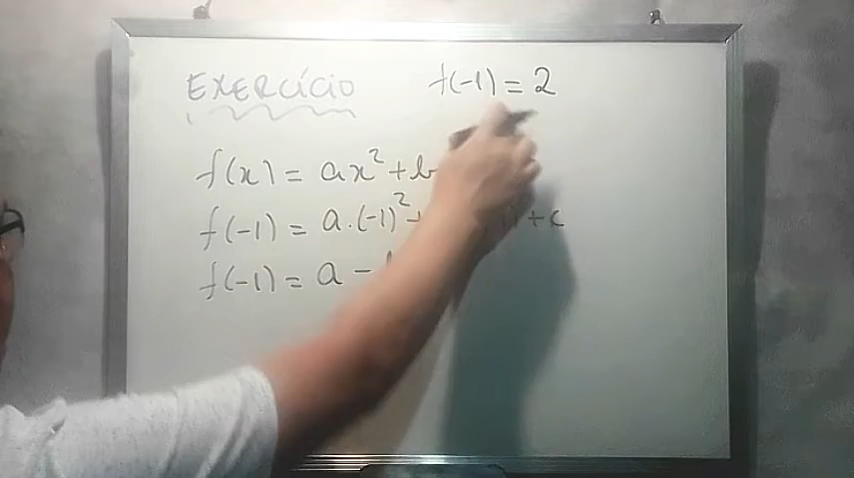 EXERCÍCIO f(-1) = 2
f(x) = ax² + b
f(-1) = a.(-1)² + c
f(-1) = a -